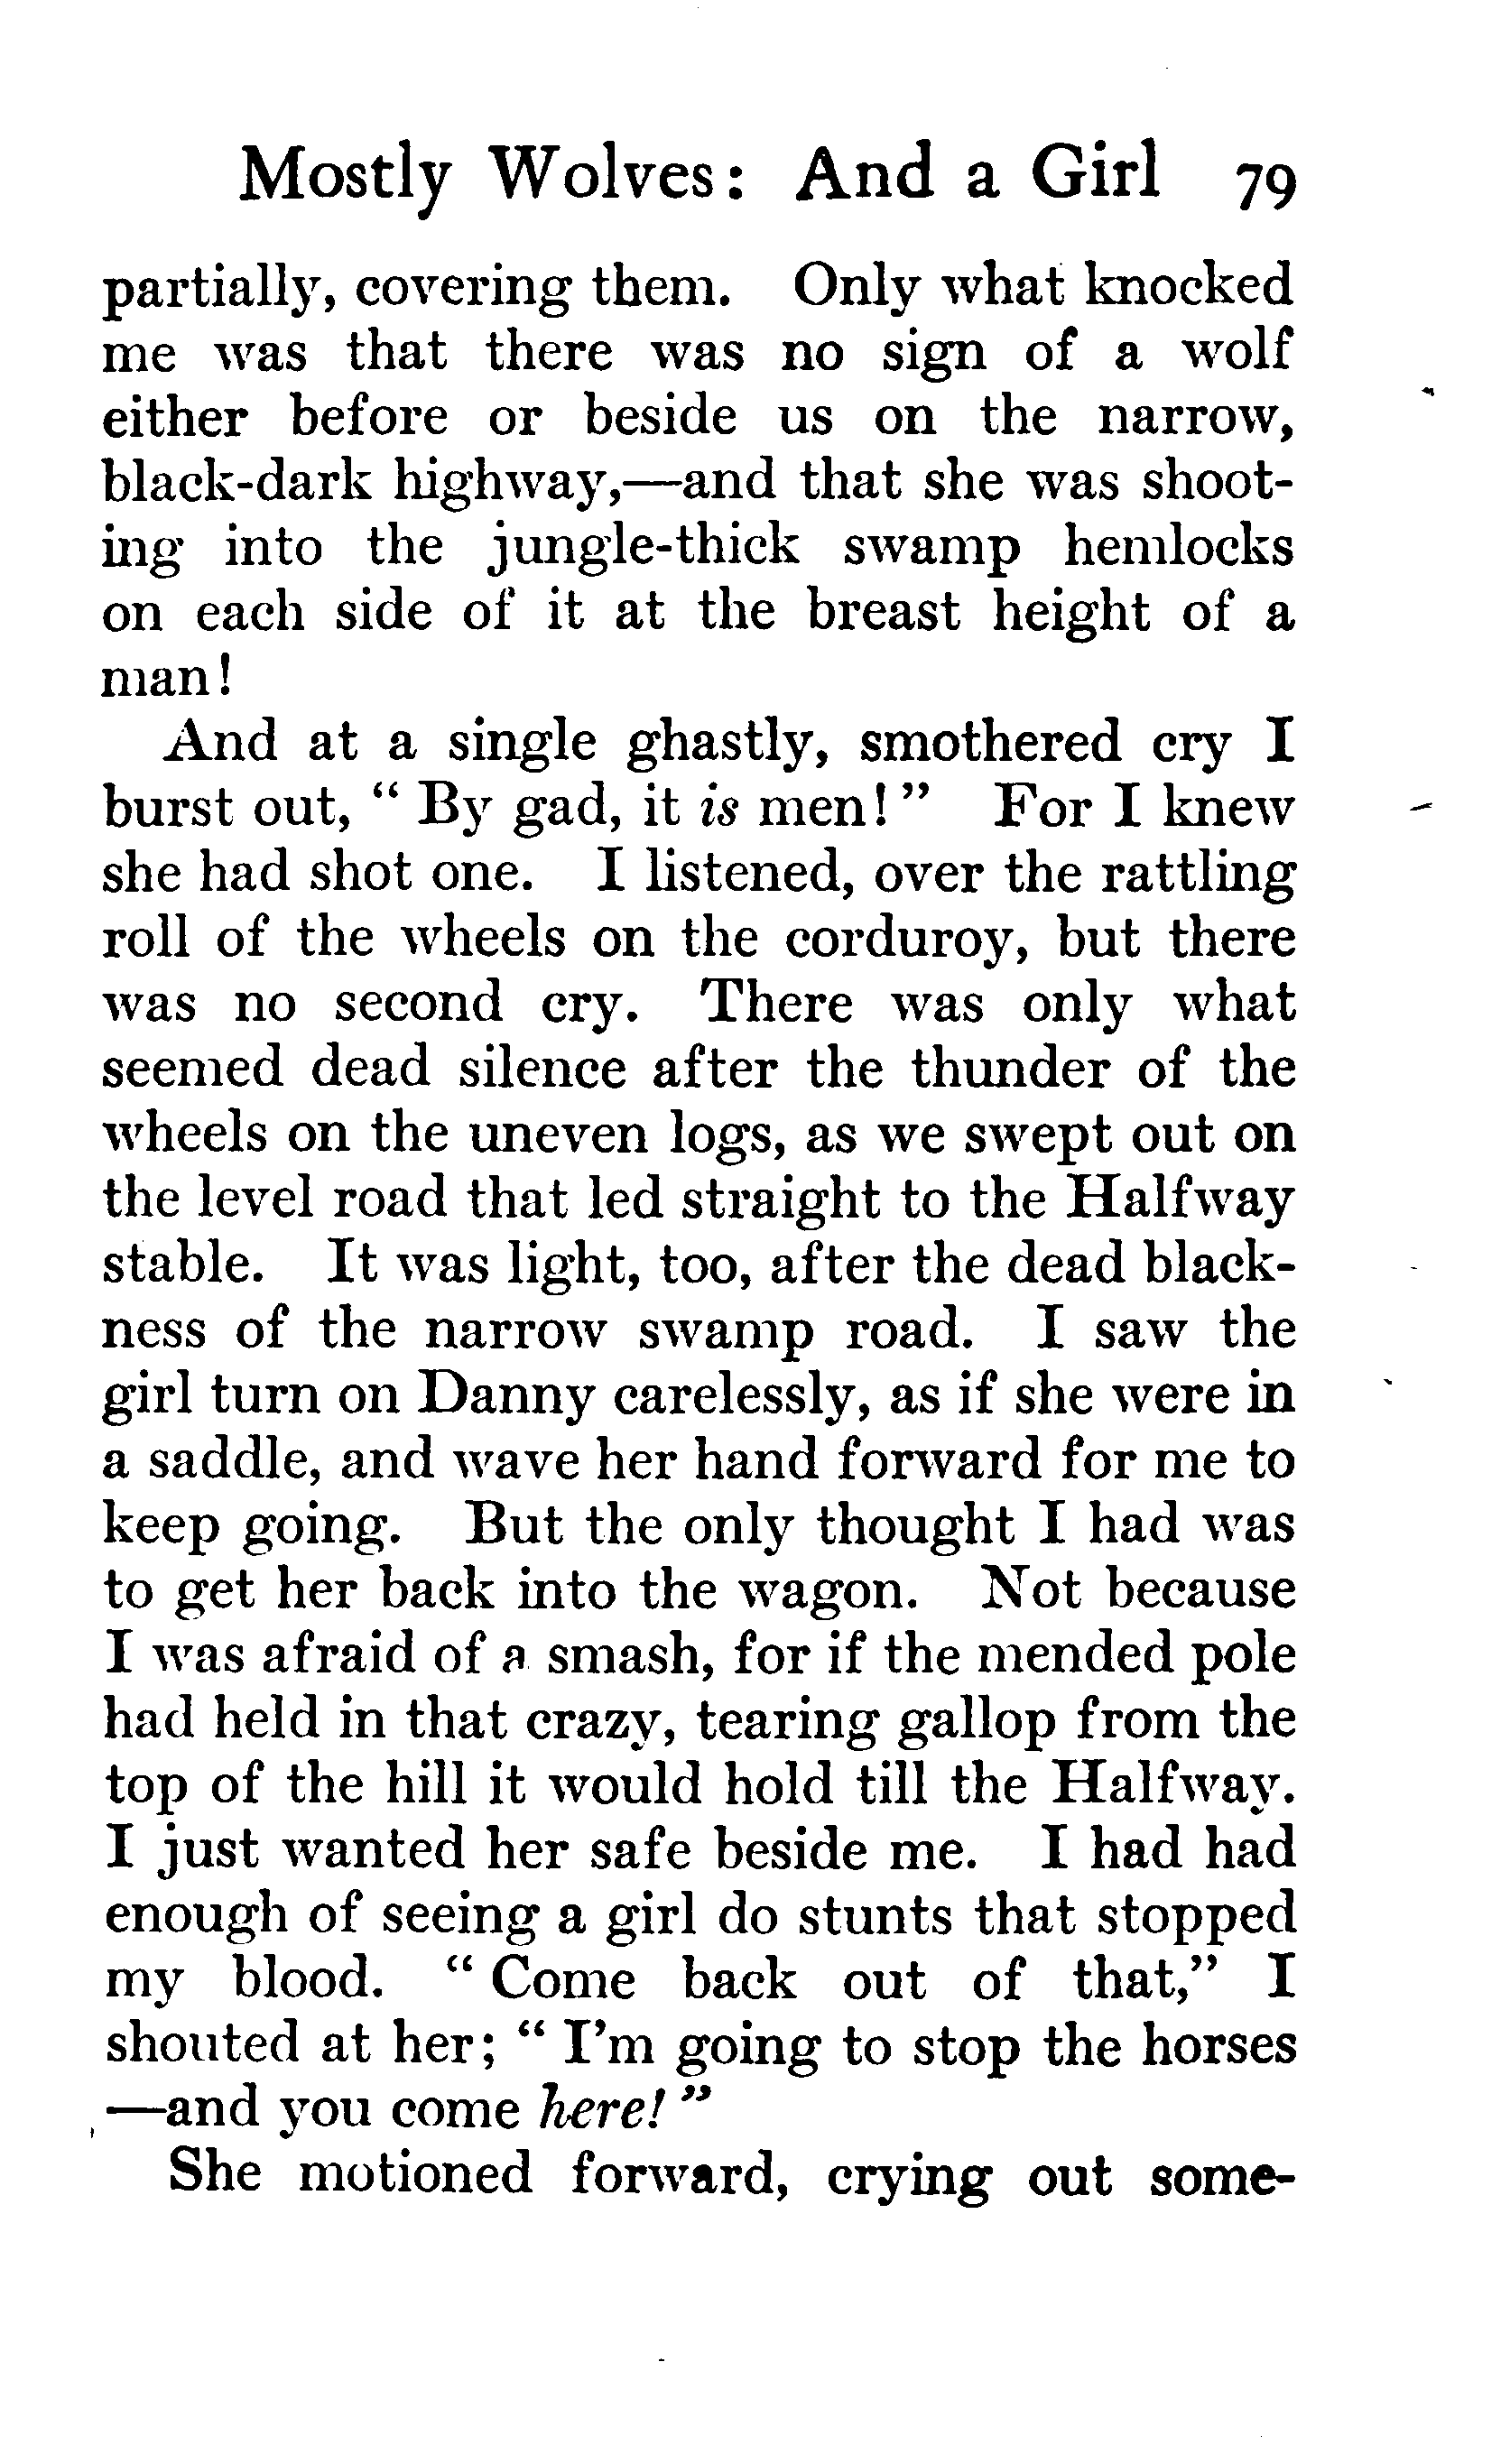 Mostly Wolves: And a Girl 79
partially, covering them. Only what knocked
me was that there was no sign of a wolf
either before or beside us on the narrow,
black-dark highway,—and that she was shoot-
ing into the jungle-thick swamp hemlocks
on each side of it at the breast height of a
man!
And at a single ghastly, smothered cry I
burst out, " By gad, it is men! " For I knew
she had shot one. I listened, over the rattling
roll of the wheels on the corduroy, but there
was no second cry. There was only what
seemed dead silence after the thunder of the
wheels on the uneven logs, as we swept out on
the level road that led straight to the Halfway
stable. It was light, too, after the dead black-
ness of the narrow swamp road. I saw the
girl turn on Danny carelessly, as if she were in
a saddle, and wave her hand forward for me to
keep going. But the only thought I had was
to get her back into the wagon. Not because
I was afraid of a smash, for if the mended pole
had held in that crazy, tearing gallop from the
top of the hill it would hold till the Halfway.
I just wanted her safe beside me. I had had
enough of seeing a girl do stunts that stopped
my blood. " Come back out of that," I
shouted at her; " I'm going to stop the horses
—and you come here! "
She motioned forward, crying out some-